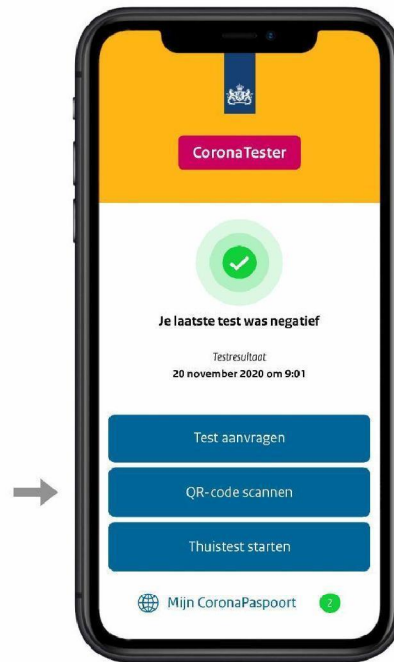 CoronaTester
Je laatste test was negatief
Testresultaat
20 november 2020 om 9:01
Test aanvragen
QR-code scannen
Thuistest starten
Mijn CoronaPaspoort 2